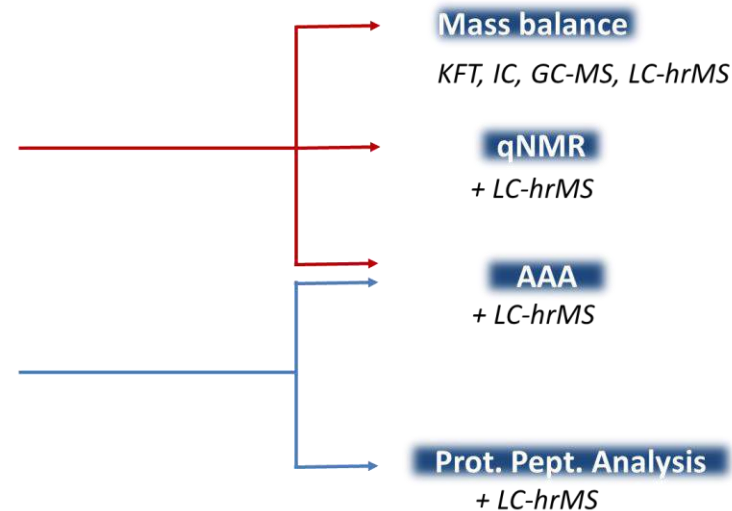 Mass balance
KFT, IC, GC-MS, LC-hrMS
qNMR
+ LC-hrMS
AAA
+ LC-hrMS
Prot. Pept. Analysis
+ LC-hrMS